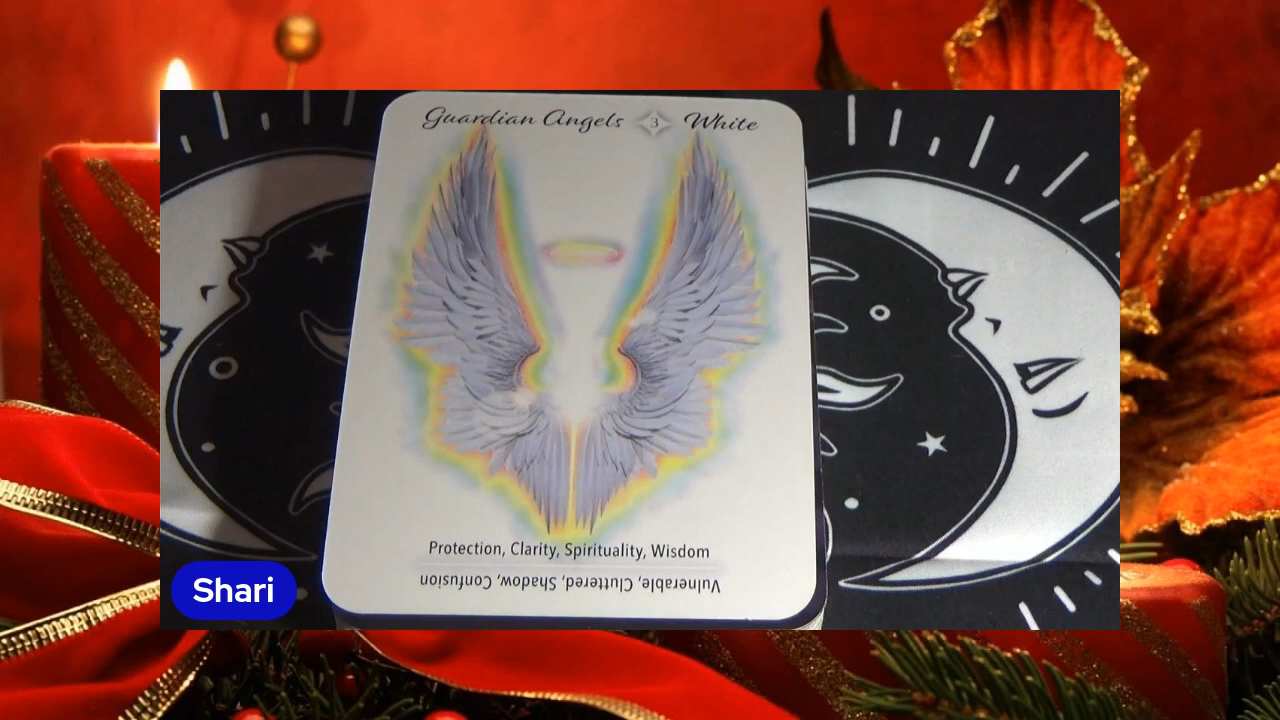 Guardian Angels 3 White
Protection, Clarity, Spirituality, Wisdom
Vulnerable, Cluttered, Shadow, Confusion
Shari